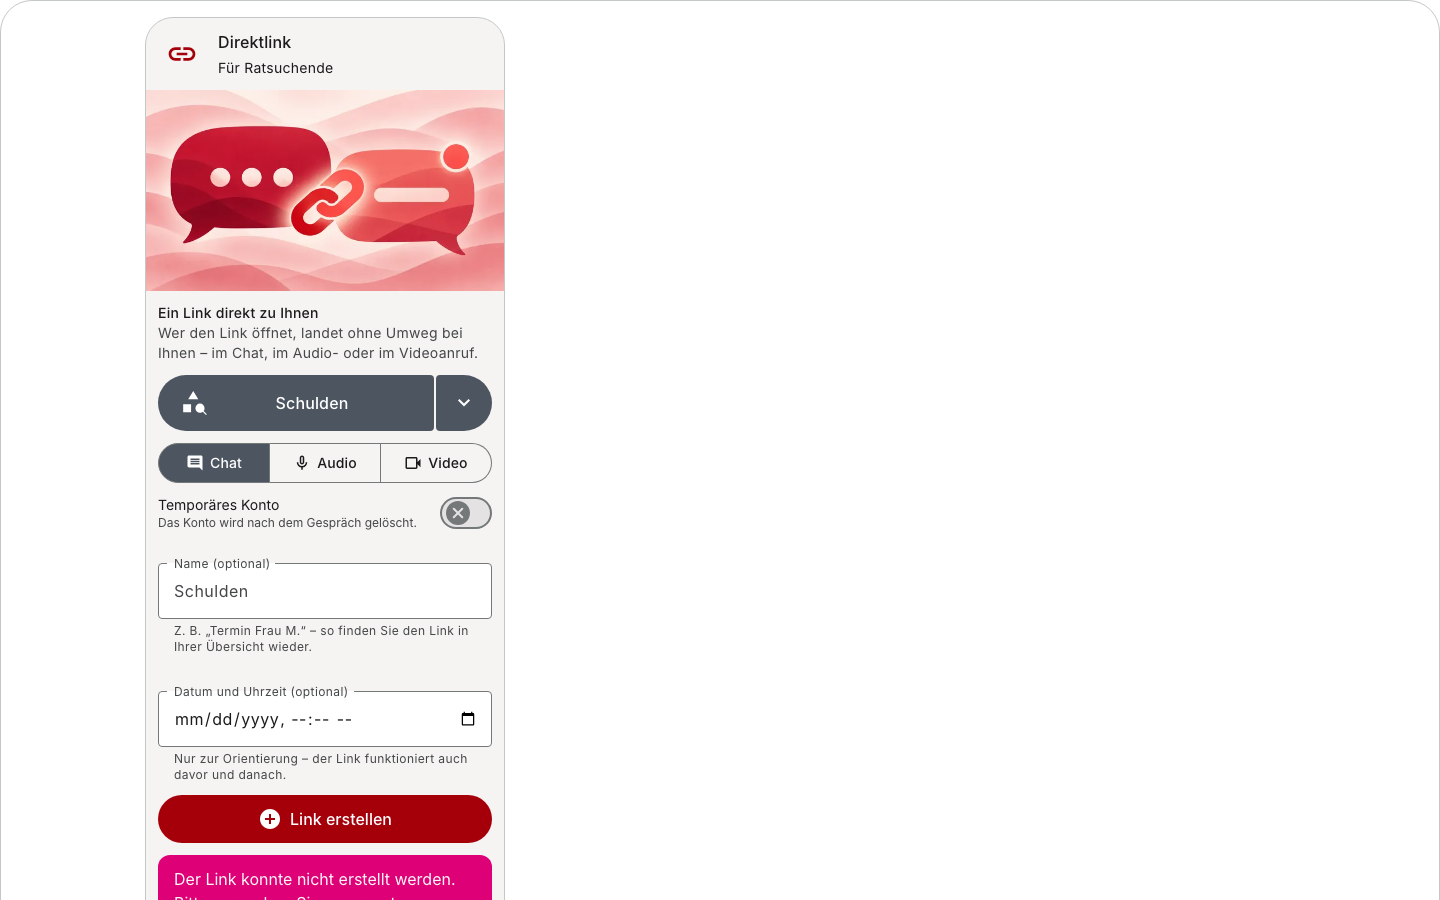 Direktlink
Für Ratsuchende
Ein Link direkt zu Ihnen
Wer den Link öffnet, landet ohne Umweg bei
Ihnen – im Chat, im Audio- oder im Videoanruf.
Schulden
Chat
Audio
Video
Temporäres Konto
Das Konto wird nach dem Gespräch gelöscht.
Name (optional)
Schulden
Z. B. „Termin Frau M.“ – so finden Sie den Link in
Ihrer Übersicht wieder.
Datum und Uhrzeit (optional)
mm/dd/yyyy, --:-- --
Nur zur Orientierung – der Link funktioniert auch
davor und danach.
Link erstellen
Der Link konnte nicht erstellt werden.